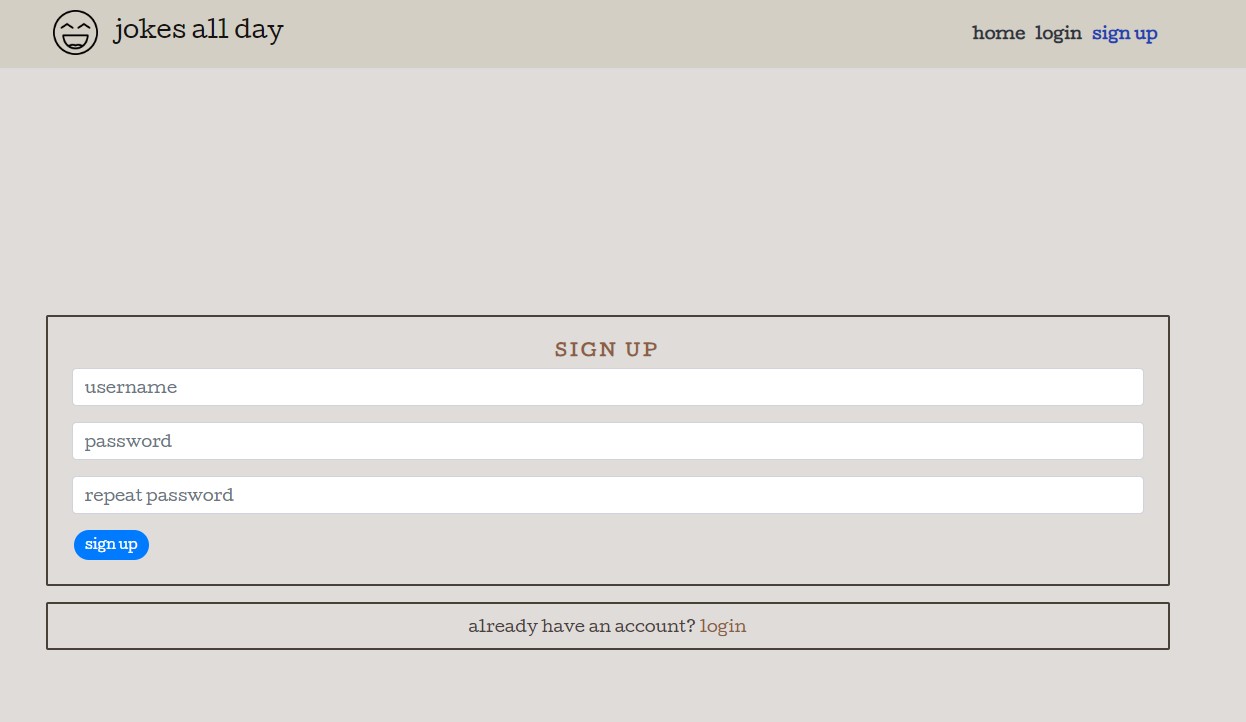 jokes all day
home login sign up
SIGN UP
username
password
repeat password
sign up
already have an account? login